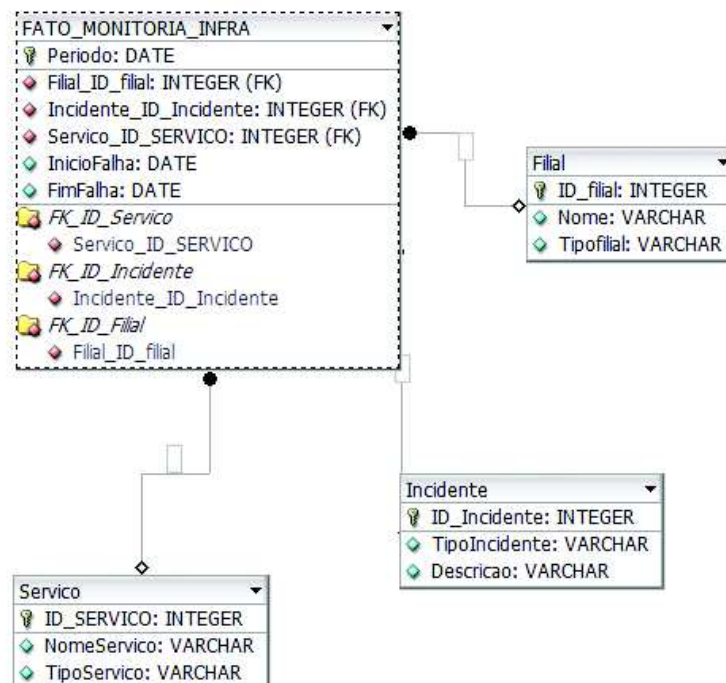 FATO_MONITORIA_INFRA
Periodo: DATE
Filial_ID_filial: INTEGER (FK)
Incidente_ID_Incidente: INTEGER (FK)
Servico_ID_SERVICO: INTEGER (FK)
InicioFalha: DATE
FimFalha: DATE
FK_ID_Servico
Servico_ID_SERVICO
FK_ID_Incidente
Incidente_ID_Incidente
FK_ID_Filial
Filial_ID_filial
Filial
ID_filial: INTEGER
Nome: VARCHAR
Tipofilial: VARCHAR
Incidente
ID_Incidente: INTEGER
TipoIncidente: VARCHAR
Descricao: VARCHAR
Servico
ID_SERVICO: INTEGER
NomeServico: VARCHAR
TipoServico: VARCHAR